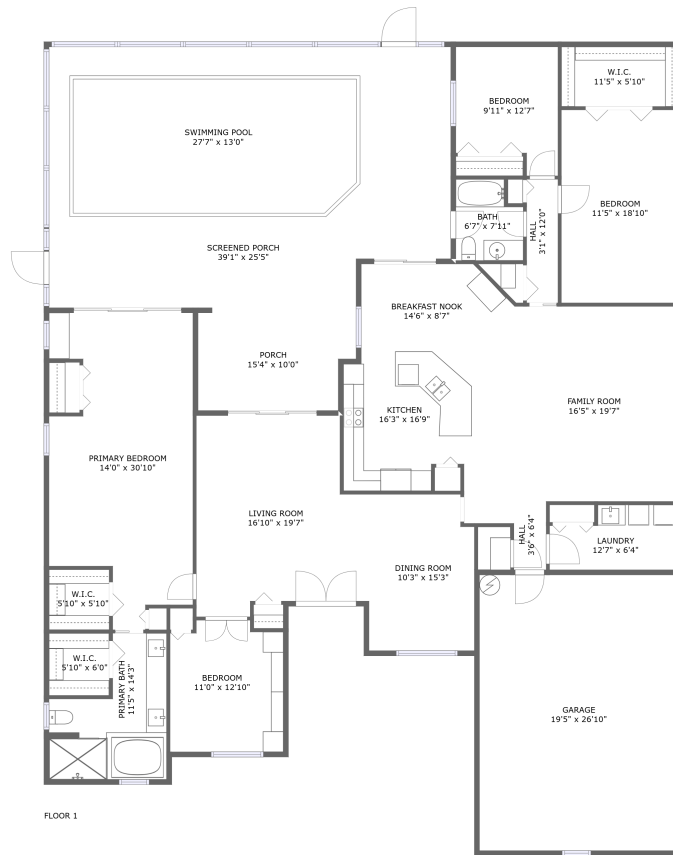 W.I.C.
11'5" x 5'10"
BEDROOM
9'11" x 12'7"
SWIMMING POOL
27'7" x 13'0"
BEDROOM
11'5" x 18'10"
BATH
6'7" x 7'11"
HALL
3'1" x 12'0"
SCREENED PORCH
39'1" x 25'5"
BREAKFAST NOOK
14'6" x 8'7"
PORCH
15'4" x 10'0"
FAMILY ROOM
16'5" x 19'7"
KITCHEN
16'3" x 16'9"
PRIMARY BEDROOM
14'0" x 30'10"
LIVING ROOM
16'10" x 19'7"
HALL
3'6" x 6'4"
LAUNDRY
12'7" x 6'4"
DINING ROOM
10'3" x 15'3"
W.I.C.
5'10" x 5'10"
W.I.C.
5'10" x 6'0"
PRIMARY BATH
11'5" x 14'3"
BEDROOM
11'0" x 12'10"
GARAGE
19'5" x 26'10"
FLOOR 1